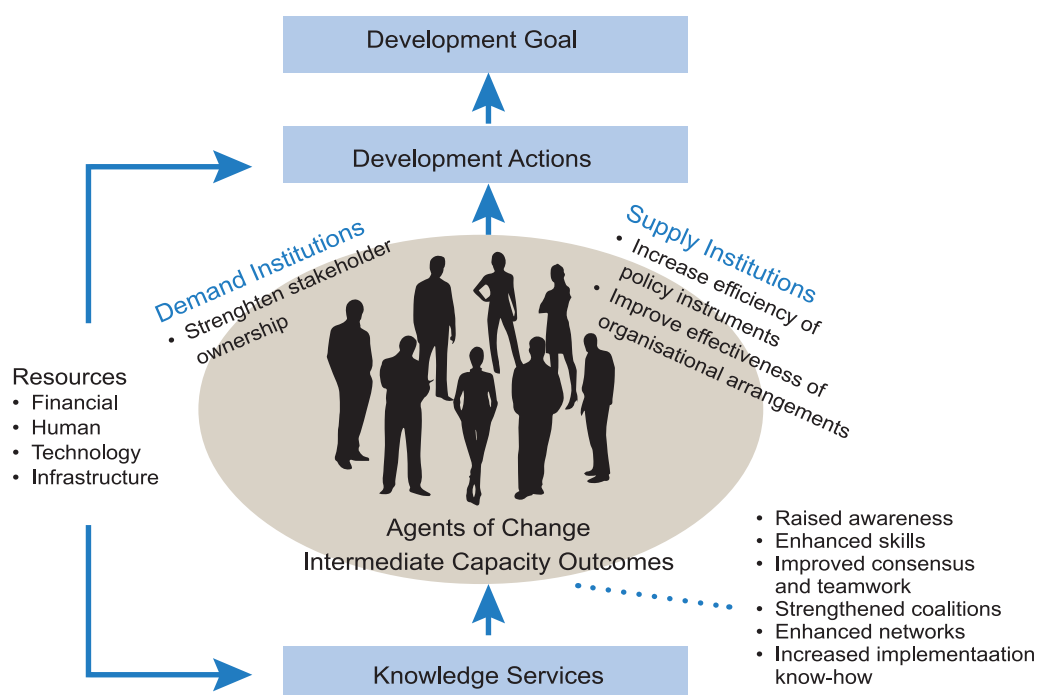 Development Goal
Development Actions
Demand Institutions
• Strenghten stakeholder
ownership
Supply Institutions
• Increase efficiency of
policy instruments
• Improve effectiveness of
organisational arrangements
Resources
• Financial
• Human
• Technology
• Infrastructure
Agents of Change
Intermediate Capacity Outcomes
• Raised awareness
• Enhanced skills
• Improved consensus
and teamwork
• Strengthened coalitions
• Enhanced networks
• Increased implementaation
know-how
Knowledge Services